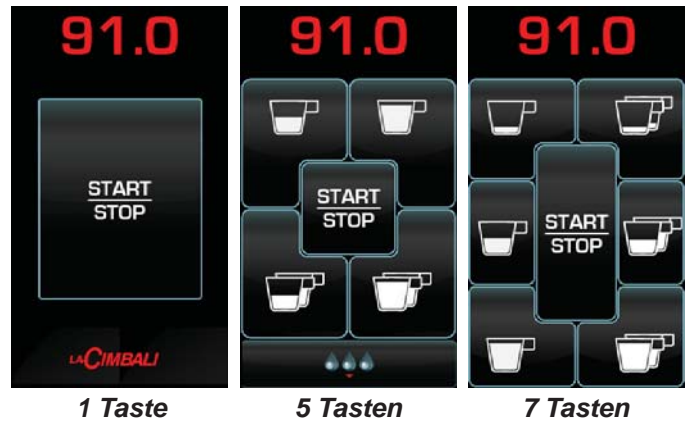 91.0
START
STOP
LACIMBALI
1 Taste
91.0
START
STOP
5 Tasten
91.0
START
STOP
7 Tasten